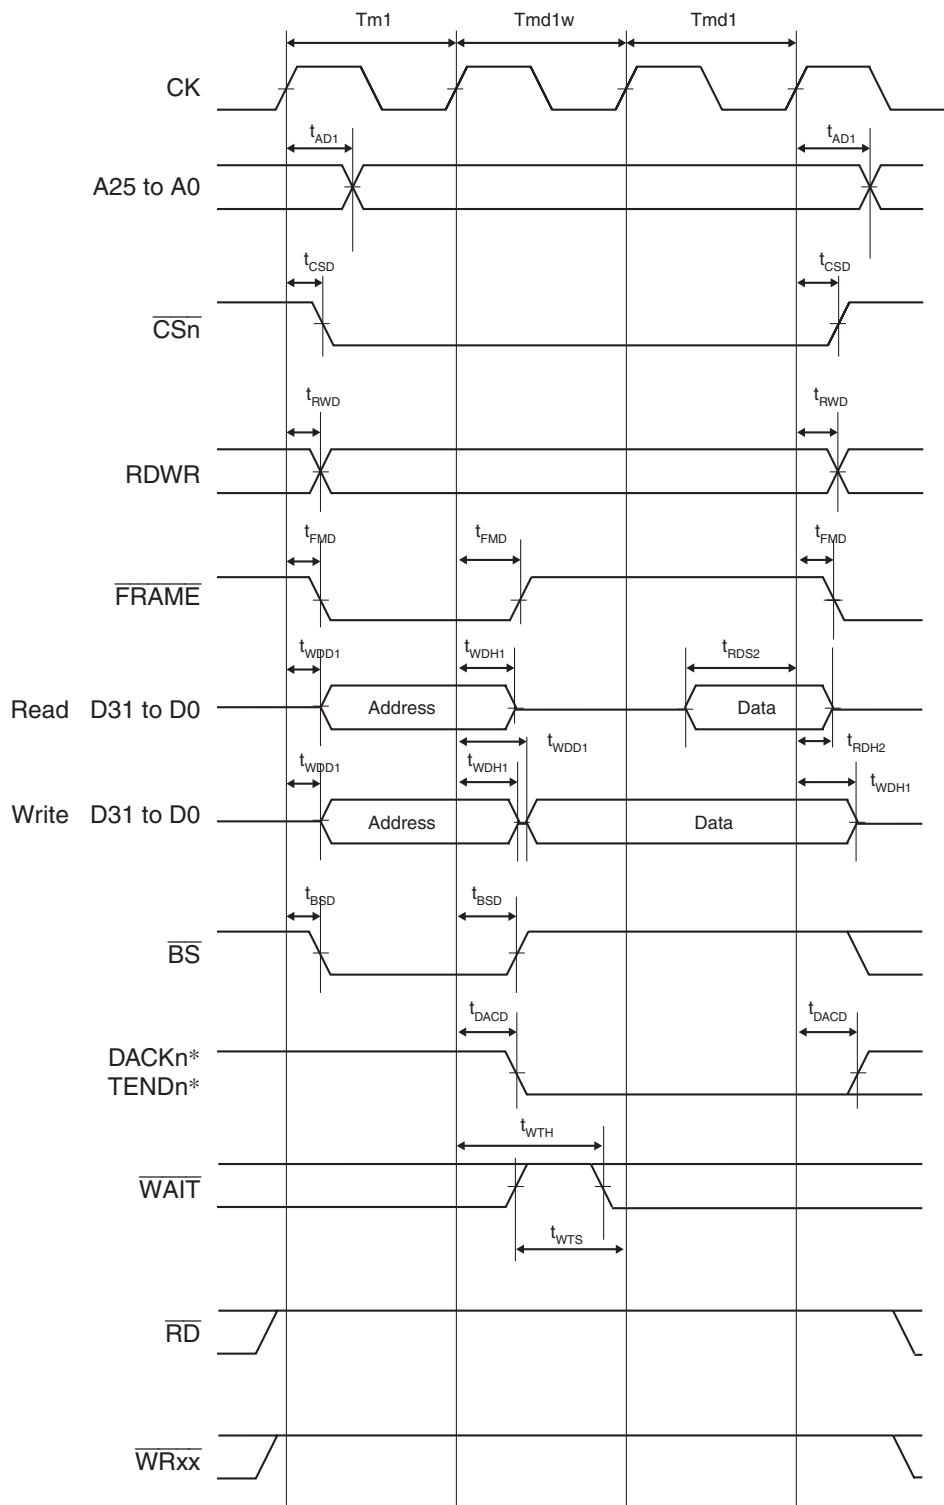 Tm1 Tmd1w Tmd1
CK
tAD1 tAD1
A25 to A0
tCSD tCSD
CSn
tRWD tRWD
RDWR
tFMD tFMD tFMD
FRAME
tWDD1 tWDH1 tRDS2
Read D31 to D0 Address Data
tWDD1 tRDH2
tWDD1 tWDH1 tWDH1
Write D31 to D0 Address Data
tBSD tBSD
BS
tDACD tDACD
DACKn*
TENDn*
tWTH
WAIT
tWTS
RD
WRxx